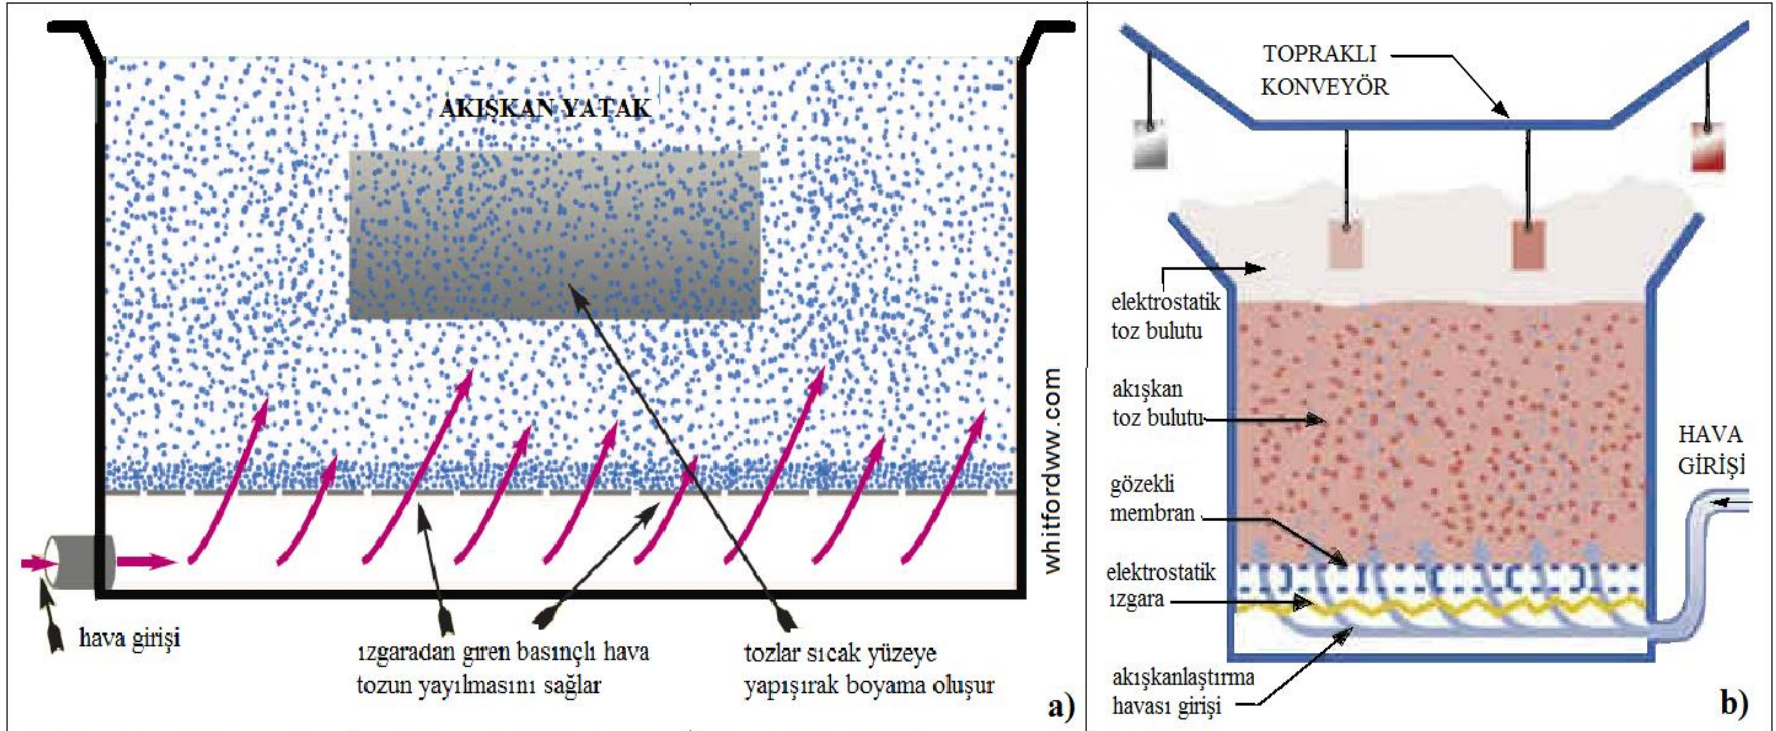 AKIŞKAN YATAK
hava girişi
ızgaradan giren basınçlı hava
tozun yayılmasını sağlar
tozlar sıcak yüzeye
yapışırak boyama oluşur
whitfordww.com
a)
TOPRAKLI
KONVEYÖR
elektrostatik
toz bulutu
akışkan
toz bulutu
gözekli
membran
elektrostatik
ızgara
akışkanlaştırma
havası girişi
HAVA
GİRİŞİ
b)